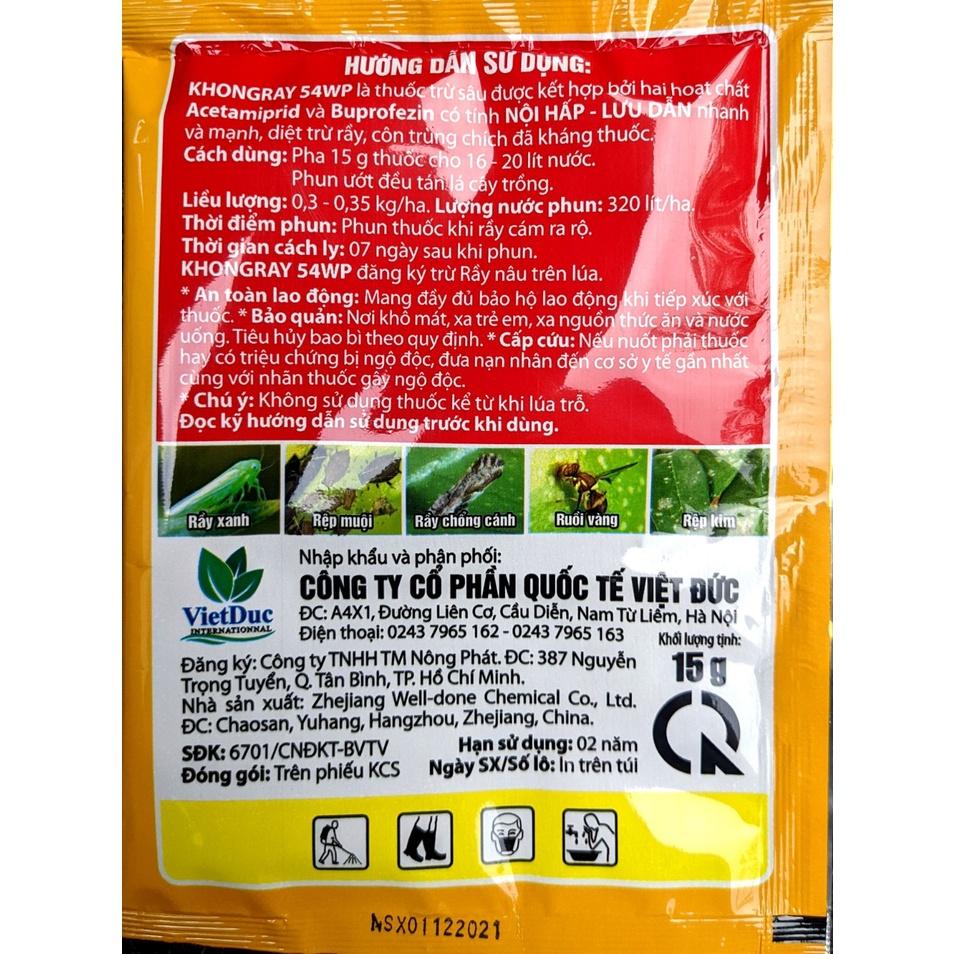 HƯỚNG DẪN SỬ DỤNG:
KHONGRAY 54WP là thuốc trừ sâu được kết hợp bởi hai hoạt chất
Acetamiprid và Buprofezin có tính NỘI HẤP - LƯU DẪN nhanh
và mạnh, diệt trừ rầy, côn trùng chích đã kháng thuốc.
Cách dùng: Pha 15 g thuốc cho 16 - 20 lít nước.
Phun ướt đều tán lá cây trồng.
Liều lượng: 0,3 - 0,35 kg/ha. Lượng nước phun: 320 lít/ha.
Thời điểm phun: Phun thuốc khi rầy cám ra rộ.
Thời gian cách ly: 07 ngày sau khi phun.
KHONGRAY 54WP đăng ký trừ Rầy nâu trên lúa.
* An toàn lao động: Mang đầy đủ bảo hộ lao động khi tiếp xúc với
thuốc. * Bảo quản: Nơi khô mát, xa trẻ em, xa nguồn thức ăn và nước
uống. Tiêu hủy bao bì theo quy định. * Cấp cứu: Nếu nuốt phải thuốc
hay có triệu chứng bị ngộ độc, đưa nạn nhân đến cơ sở y tế gần nhất
cùng với nhãn thuốc gây ngộ độc.
* Chú ý: Không sử dụng thuốc kể từ khi lúa trỗ.
Đọc kỹ hướng dẫn sử dụng trước khi dùng.
Rầy xanh
Rệp muội
Rầy chổng cánh
Ruồi vàng
Rệp kim
VietDuc
INTERNATIONNAL
Nhập khẩu và phân phối:
CÔNG TY CỔ PHẦN QUỐC TẾ VIỆT ĐỨC
ĐC: A4X1, Đường Liên Cơ, Cầu Diễn, Nam Từ Liêm, Hà Nội
Điện thoại: 0243 7965 162 - 0243 7965 163
Khối lượng tịnh:
15 g
Đăng ký: Công ty TNHH TM Nông Phát. ĐC: 387 Nguyễn
Trọng Tuyển, Q. Tân Bình, TP. Hồ Chí Minh.
Nhà sản xuất: Zhejiang Well-done Chemical Co., Ltd.
ĐC: Chaosan, Yuhang, Hangzhou, Zhejiang, China.
SĐK: 6701/CNĐKT-BVTV
Hạn sử dụng: 02 năm
Đóng gói: Trên phiếu KCS
Ngày SX/Số lô: In trên túi
NSX01122021